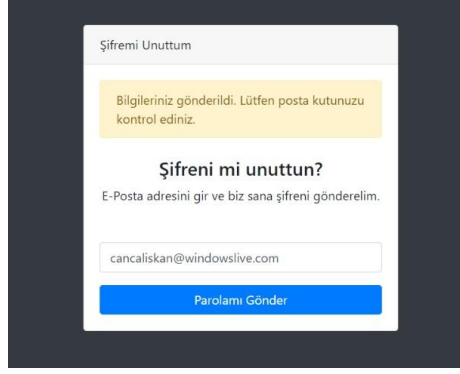 Şifremi Unuttum
Bilgileriniz gönderildi. Lütfen posta kutunuzu
kontrol ediniz.
Şifreni mi unuttun?
E-Posta adresini gir ve biz sana şifreni gönderelim.
cancaliskan@windowslive.com
Parolamı Gönder